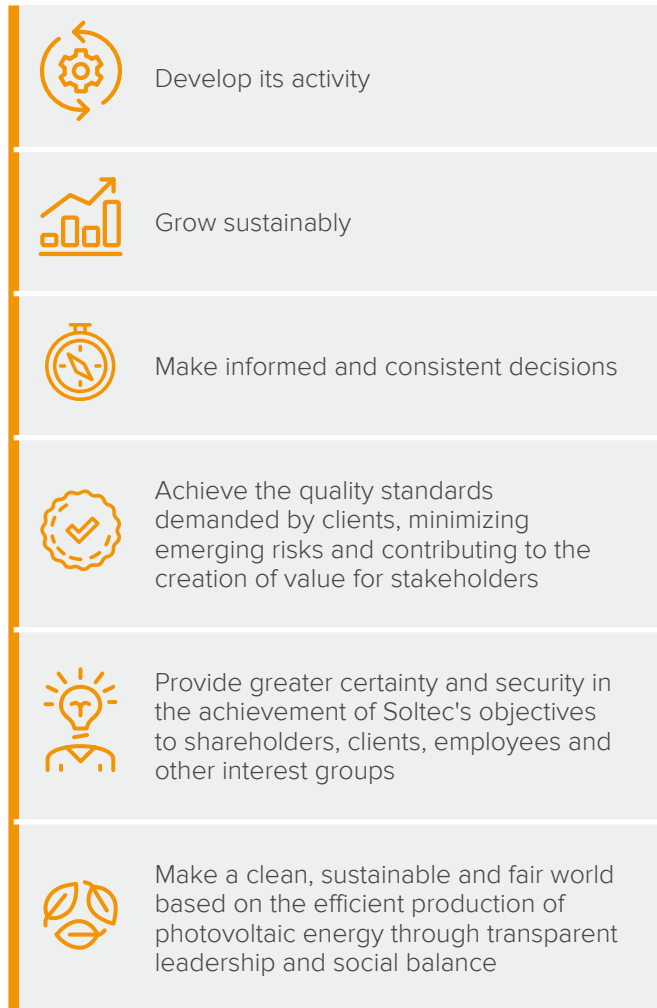 Develop its activity
Grow sustainably
Make informed and consistent decisions
Achieve the quality standards
demanded by clients, minimizing
emerging risks and contributing to the
creation of value for stakeholders
Provide greater certainty and security in
the achievement of Soltec's objectives
to shareholders, clients, employees and
other interest groups
Make a clean, sustainable and fair world
based on the efficient production of
photovoltaic energy through transparent
leadership and social balance